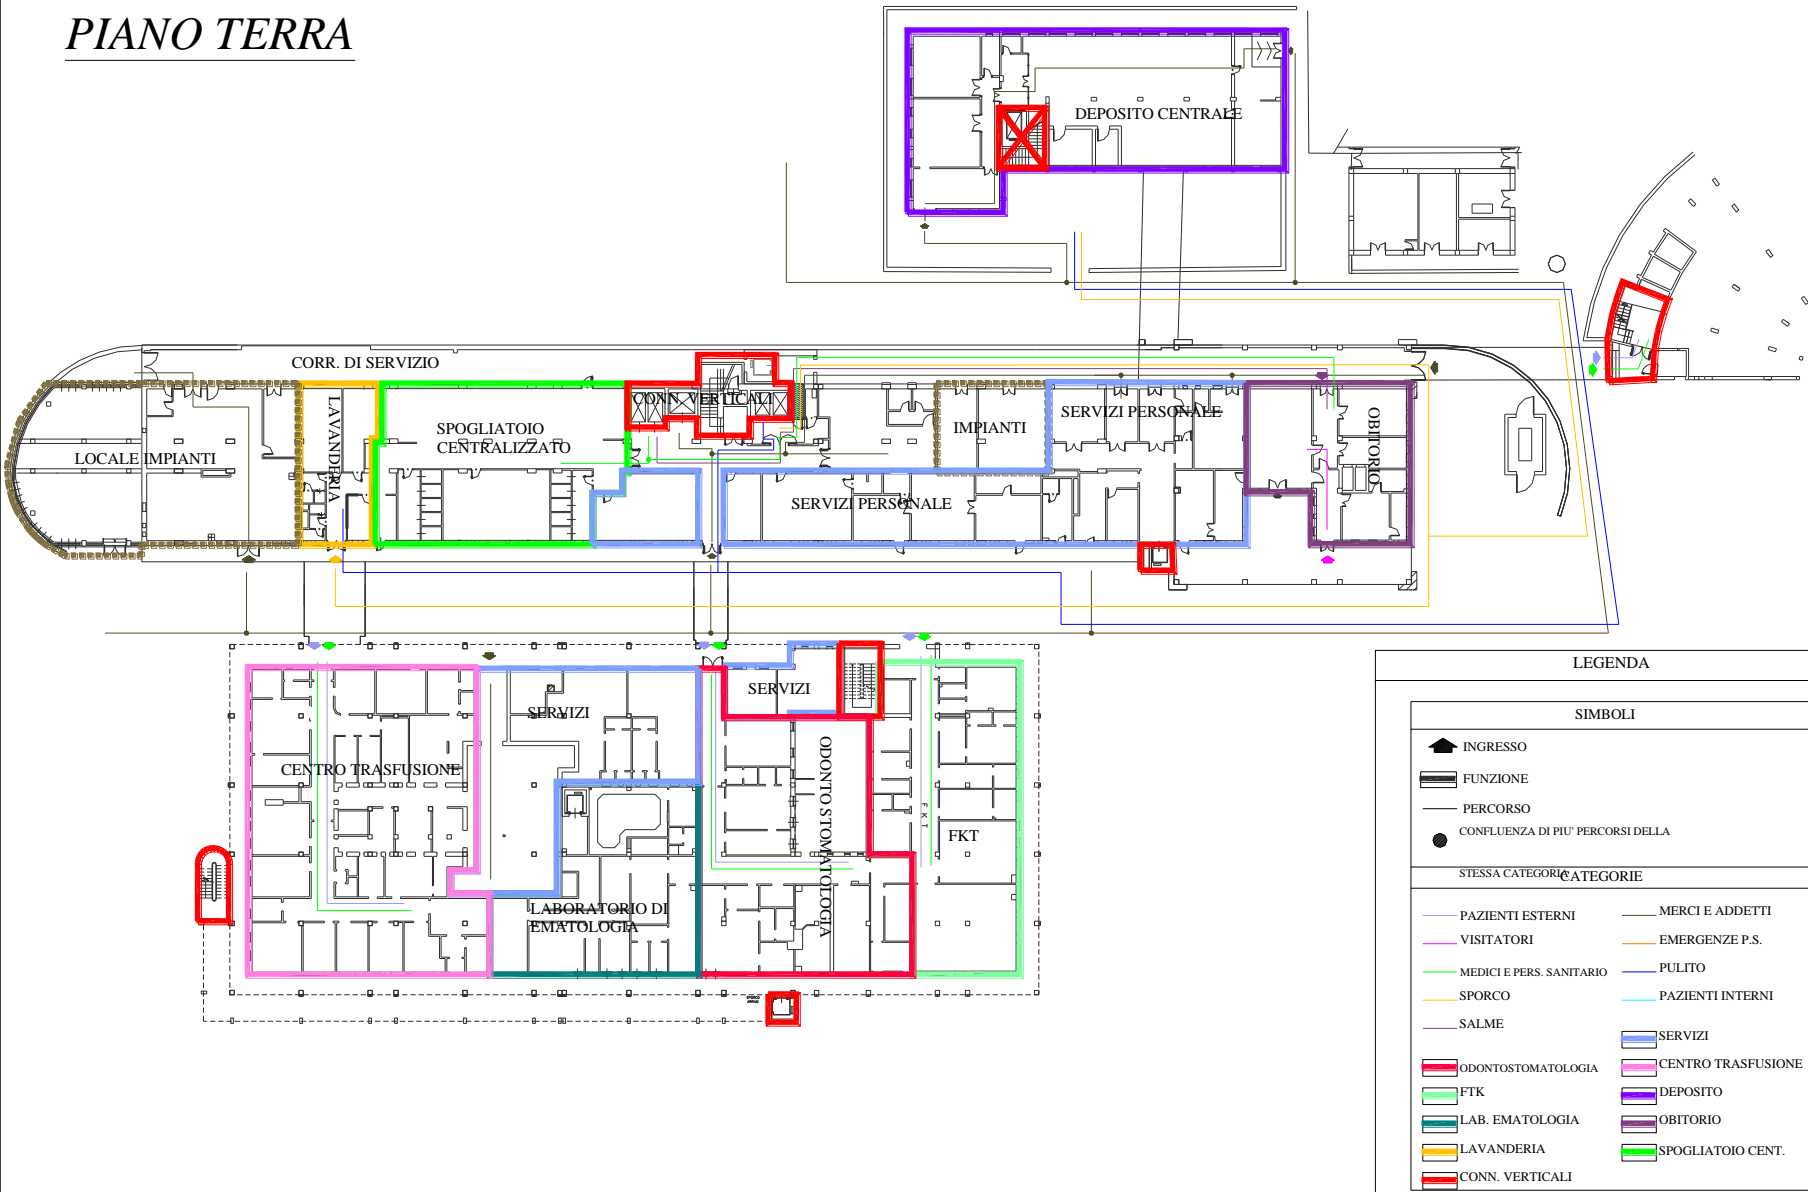 PIANO TERRA
DEPOSITO CENTRALE
CORR. DI SERVIZIO
LAVANDERIA
SPOGLIATOIO
CENTRALIZZATO
CONN. VERTICALI
IMPIANTI
SERVIZI PERSONALE
OBITORIO
LOCALE IMPIANTI
SERVIZI PERSONALE
SERVIZI
SERVIZI
CENTRO TRASFUSIONE
ODONTOSTOMATOLOGIA
F K T
FKT
LABORATORIO DI
EMATOLOGIA
LEGENDA
SIMBOLI
INGRESSO
FUNZIONE
PERCORSO
CONFLUENZA DI PIU' PERCORSI DELLA
STESSA CATEGORIA
CATEGORIE
PAZIENTI ESTERNI
VISITATORI
MEDICI E PERS. SANITARIO
SPORCO
SALME
MERCI E ADDETTI
EMERGENZE P.S.
PULITO
PAZIENTI INTERNI
ODONTOSTOMATOLOGIA
FTK
LAB. EMATOLOGIA
LAVANDERIA
CONN. VERTICALI
SERVIZI
CENTRO TRASFUSIONE
DEPOSITO
OBITORIO
SPOGLIATOIO CENT.